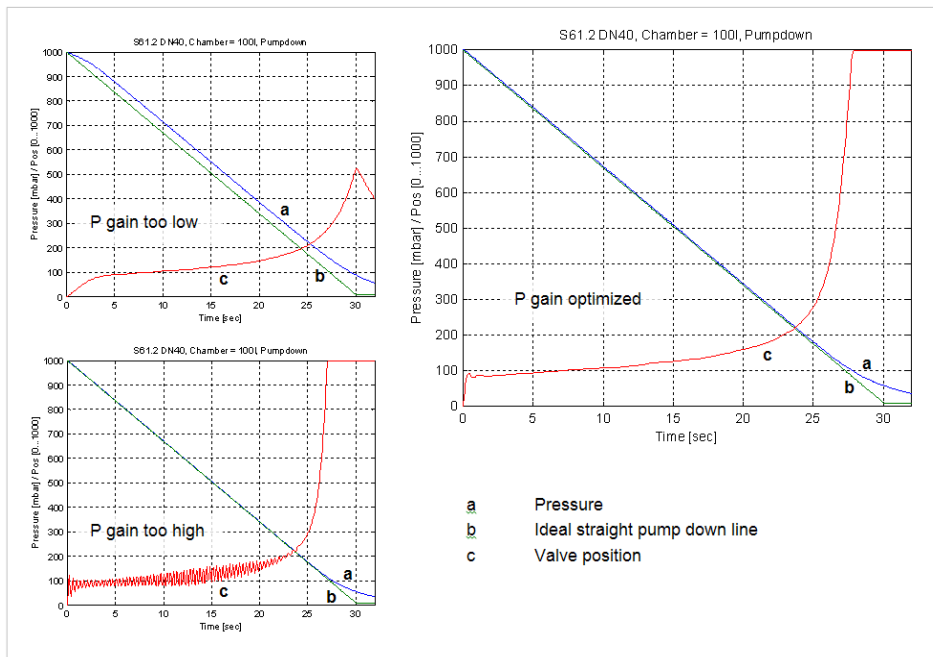 S61.2 DN40, Chamber = 100l, Pumpdown
Pressure [mbar] / Pos [0...1000]
1000
900
800
700
600
500
400
300
200
100
0
P gain too low
a
b
c
0 5 10 15 20 25 30
Time [sec]
S61.2 DN40, Chamber = 100l, Pumpdown
Pressure [mbar] / Pos [0...1000]
1000
900
800
700
600
500
400
300
200
100
0
P gain too high
a
b
c
0 5 10 15 20 25 30
Time [sec]
S61.2 DN40, Chamber = 100l, Pumpdown
Pressure [mbar] / Pos [0...1000]
1000
900
800
700
600
500
400
300
200
100
0
P gain optimized
c
a
b
0 5 10 15 20 25 30
Time [sec]
a Pressure
b Ideal straight pump down line
c Valve position